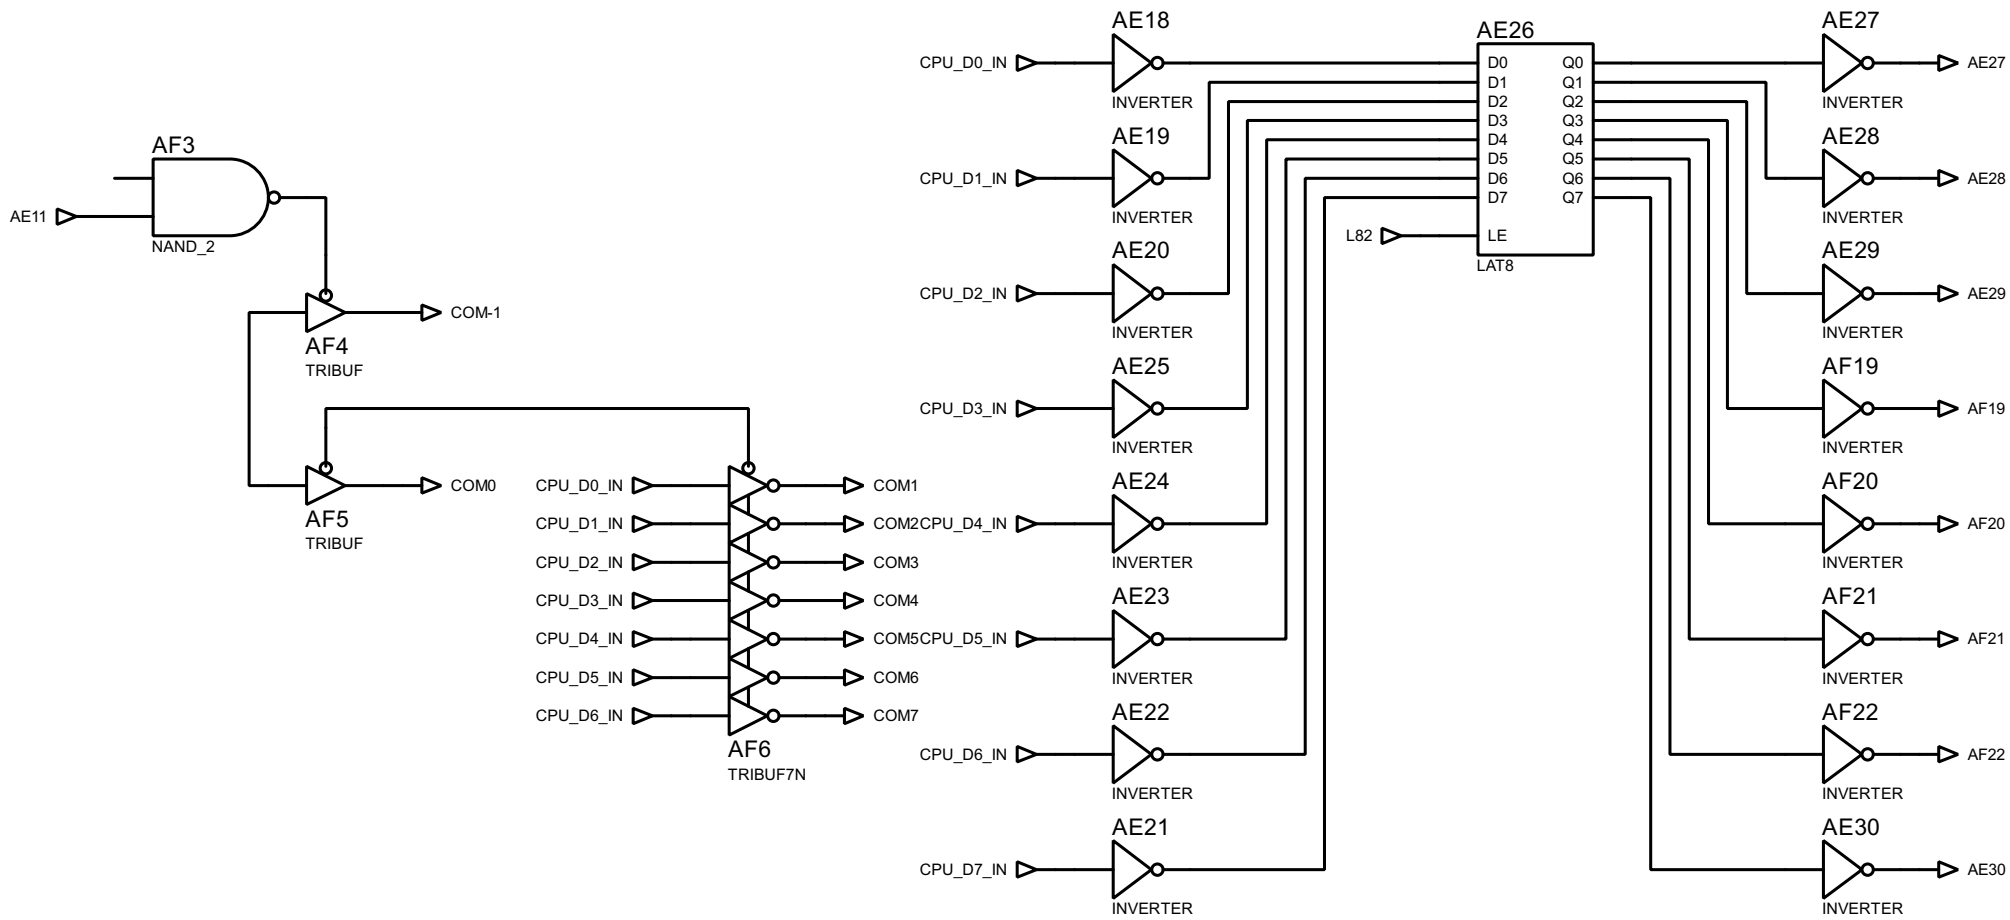 AF3
AE11
NAND_2
COM-1
AF4
TRIBUF
COM0
AF5
TRIBUF
CPU_D0_IN COM1
CPU_D1_IN COM2
CPU_D2_IN COM3
CPU_D3_IN COM4
CPU_D4_IN COM5
CPU_D5_IN COM6
CPU_D6_IN COM7
AF6
TRIBUF7N
AE18
CPU_D0_IN
INVERTER
AE19
CPU_D1_IN
INVERTER
AE20
CPU_D2_IN
INVERTER
AE25
CPU_D3_IN
INVERTER
AE24
CPU_D4_IN
INVERTER
AE23
CPU_D5_IN
INVERTER
AE22
CPU_D6_IN
INVERTER
AE21
CPU_D7_IN
INVERTER
AE26
D0 Q0
D1 Q1
D2 Q2
D3 Q3
D4 Q4
D5 Q5
D6 Q6
D7 Q7
L82 LE
LAT8
AE27
AE27
INVERTER
AE28
AE28
INVERTER
AE29
AE29
INVERTER
AF19
AF19
INVERTER
AF20
AF20
INVERTER
AF21
AF21
INVERTER
AF22
AF22
INVERTER
AE30
AE30
INVERTER